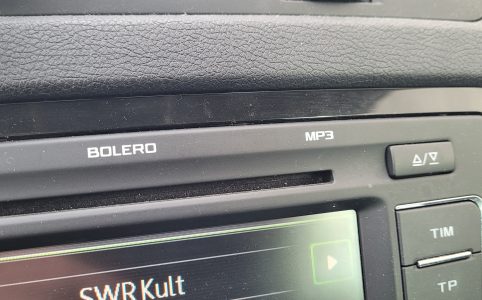 BOLERO MP3
TIM
TP
SWR Kult